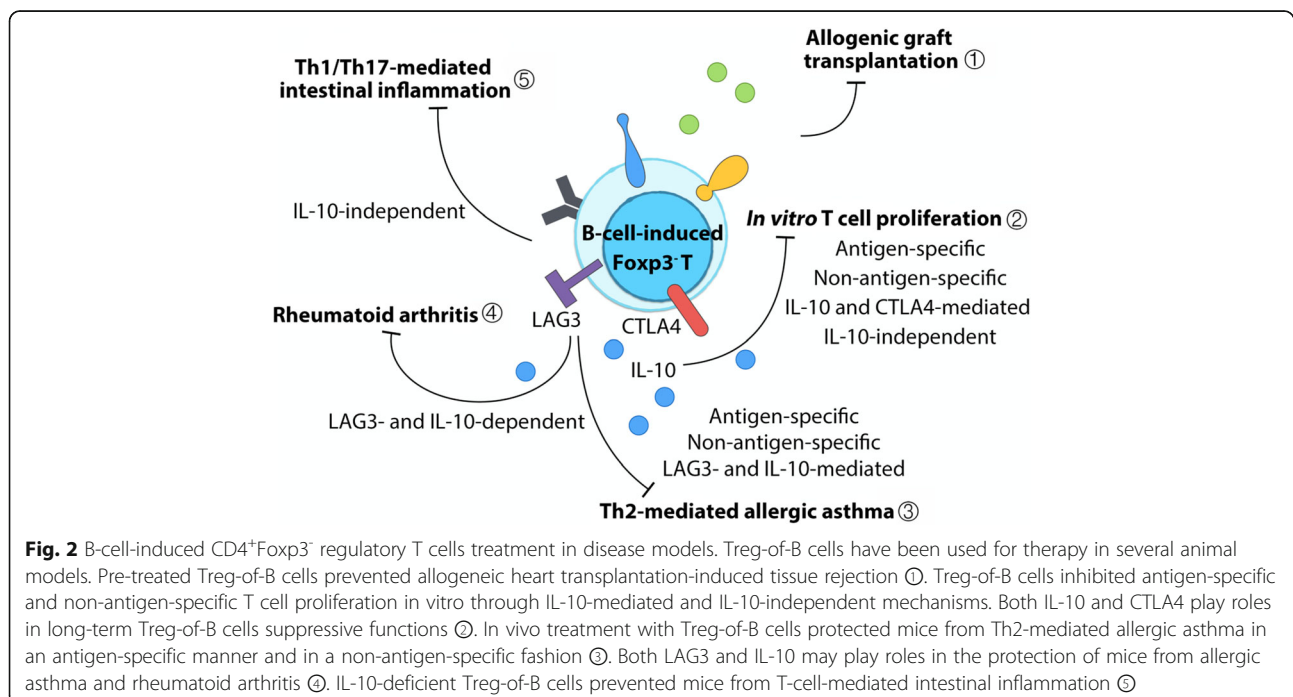 Allogenic graft
transplantation ①
Th1/Th17-mediated
intestinal inflammation ⑤
IL-10-independent
B-cell-induced
Foxp3⁻ T
In vitro T cell proliferation ②
Antigen-specific
Non-antigen-specific
IL-10 and CTLA4-mediated
IL-10-independent
Rheumatoid arthritis ④
LAG3
CTLA4
IL-10
LAG3- and IL-10-dependent
Antigen-specific
Non-antigen-specific
LAG3- and IL-10-mediated
Th2-mediated allergic asthma ③
Fig. 2 B-cell-induced CD4⁺Foxp3⁻ regulatory T cells treatment in disease models. Treg-of-B cells have been used for therapy in several animal
models. Pre-treated Treg-of-B cells prevented allogeneic heart transplantation-induced tissue rejection ①. Treg-of-B cells inhibited antigen-specific
and non-antigen-specific T cell proliferation in vitro through IL-10-mediated and IL-10-independent mechanisms. Both IL-10 and CTLA4 play roles
in long-term Treg-of-B cells suppressive functions ②. In vivo treatment with Treg-of-B cells protected mice from Th2-mediated allergic asthma in
an antigen-specific manner and in a non-antigen-specific fashion ③. Both LAG3 and IL-10 may play roles in the protection of mice from allergic
asthma and rheumatoid arthritis ④. IL-10-deficient Treg-of-B cells prevented mice from T-cell-mediated intestinal inflammation ⑤